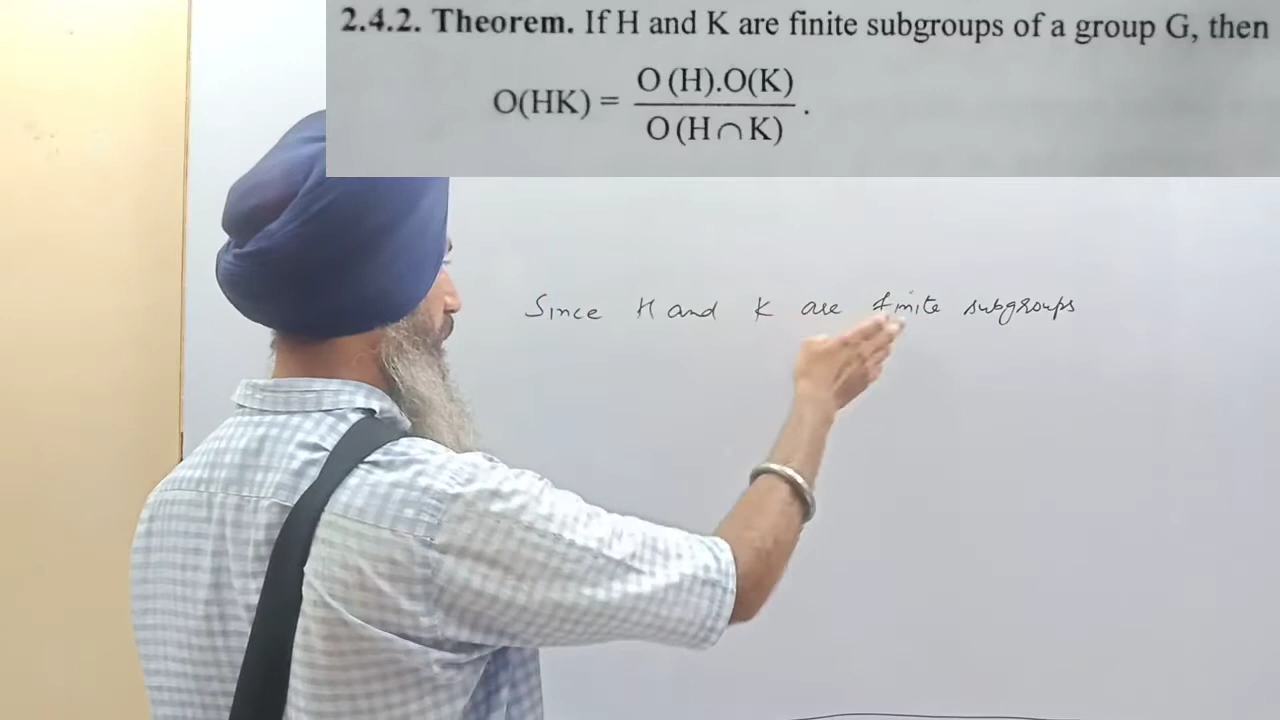 2.4.2. Theorem. If H and K are finite subgroups of a group G, then
O(HK) = O(H).O(K) / O(H∩K) .
Since H and K are finite subgroups